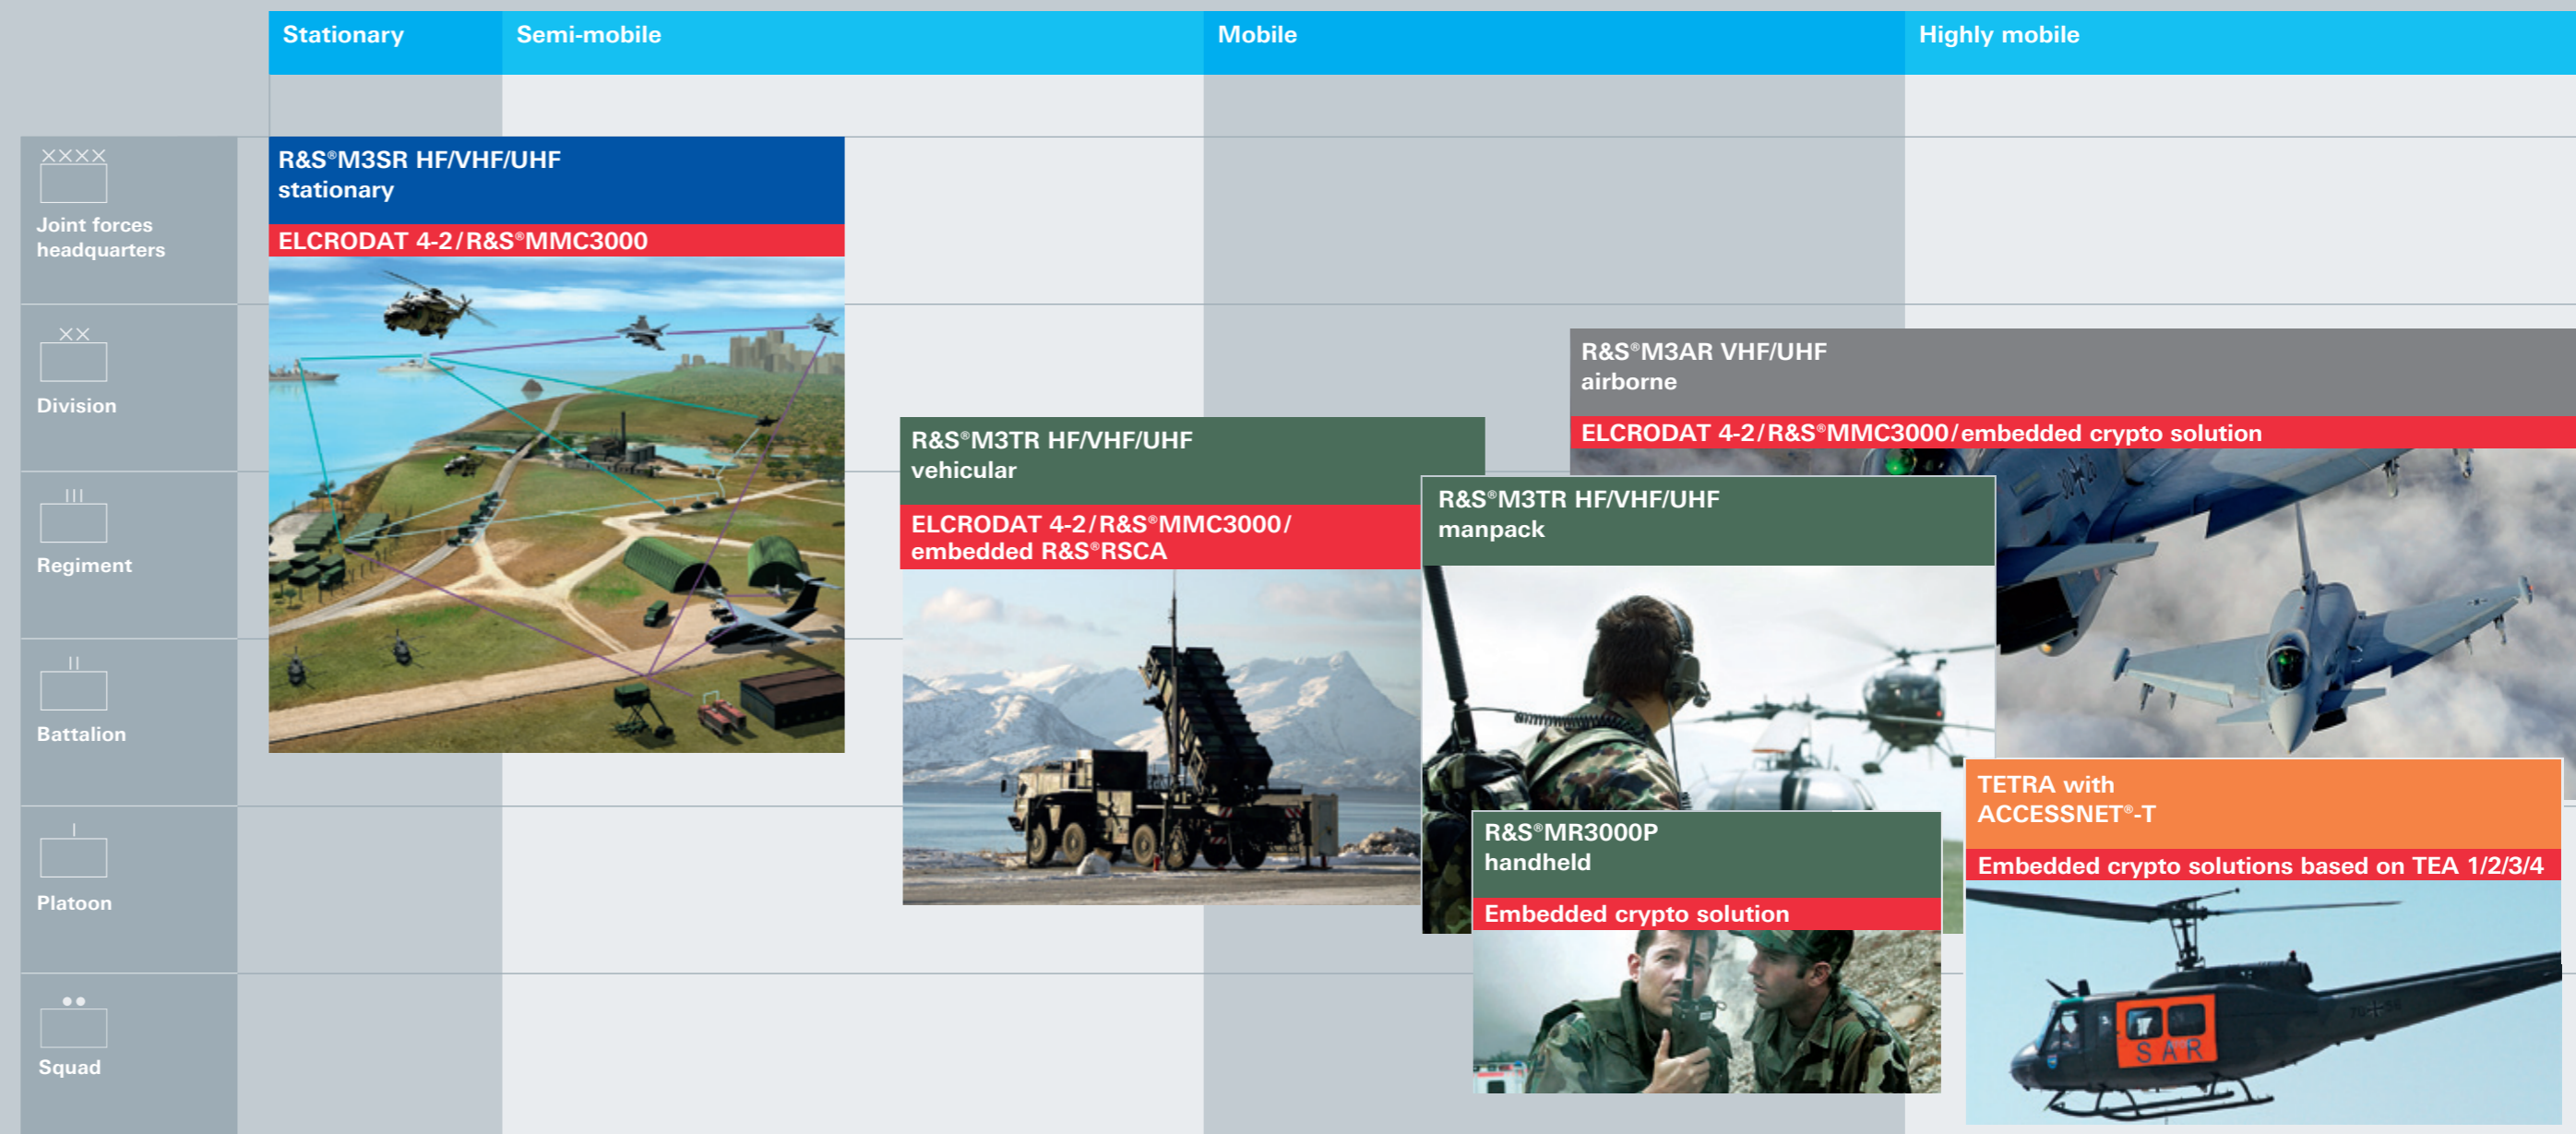 Stationary
Semi-mobile
Mobile
Highly mobile
Joint forces
headquarters
Division
Regiment
Battalion
Platoon
Squad
R&S®M3SR HF/VHF/UHF
stationary
ELCRODAT 4-2/R&S®MMC3000
R&S®M3TR HF/VHF/UHF
vehicular
ELCRODAT 4-2/R&S®MMC3000/
embedded R&S®RSCA
R&S®M3AR VHF/UHF
airborne
ELCRODAT 4-2/R&S®MMC3000/embedded crypto solution
R&S®M3TR HF/VHF/UHF
manpack
R&S®MR3000P
handheld
Embedded crypto solution
TETRA with
ACCESSNET®-T
Embedded crypto solutions based on TEA 1/2/3/4
SAR